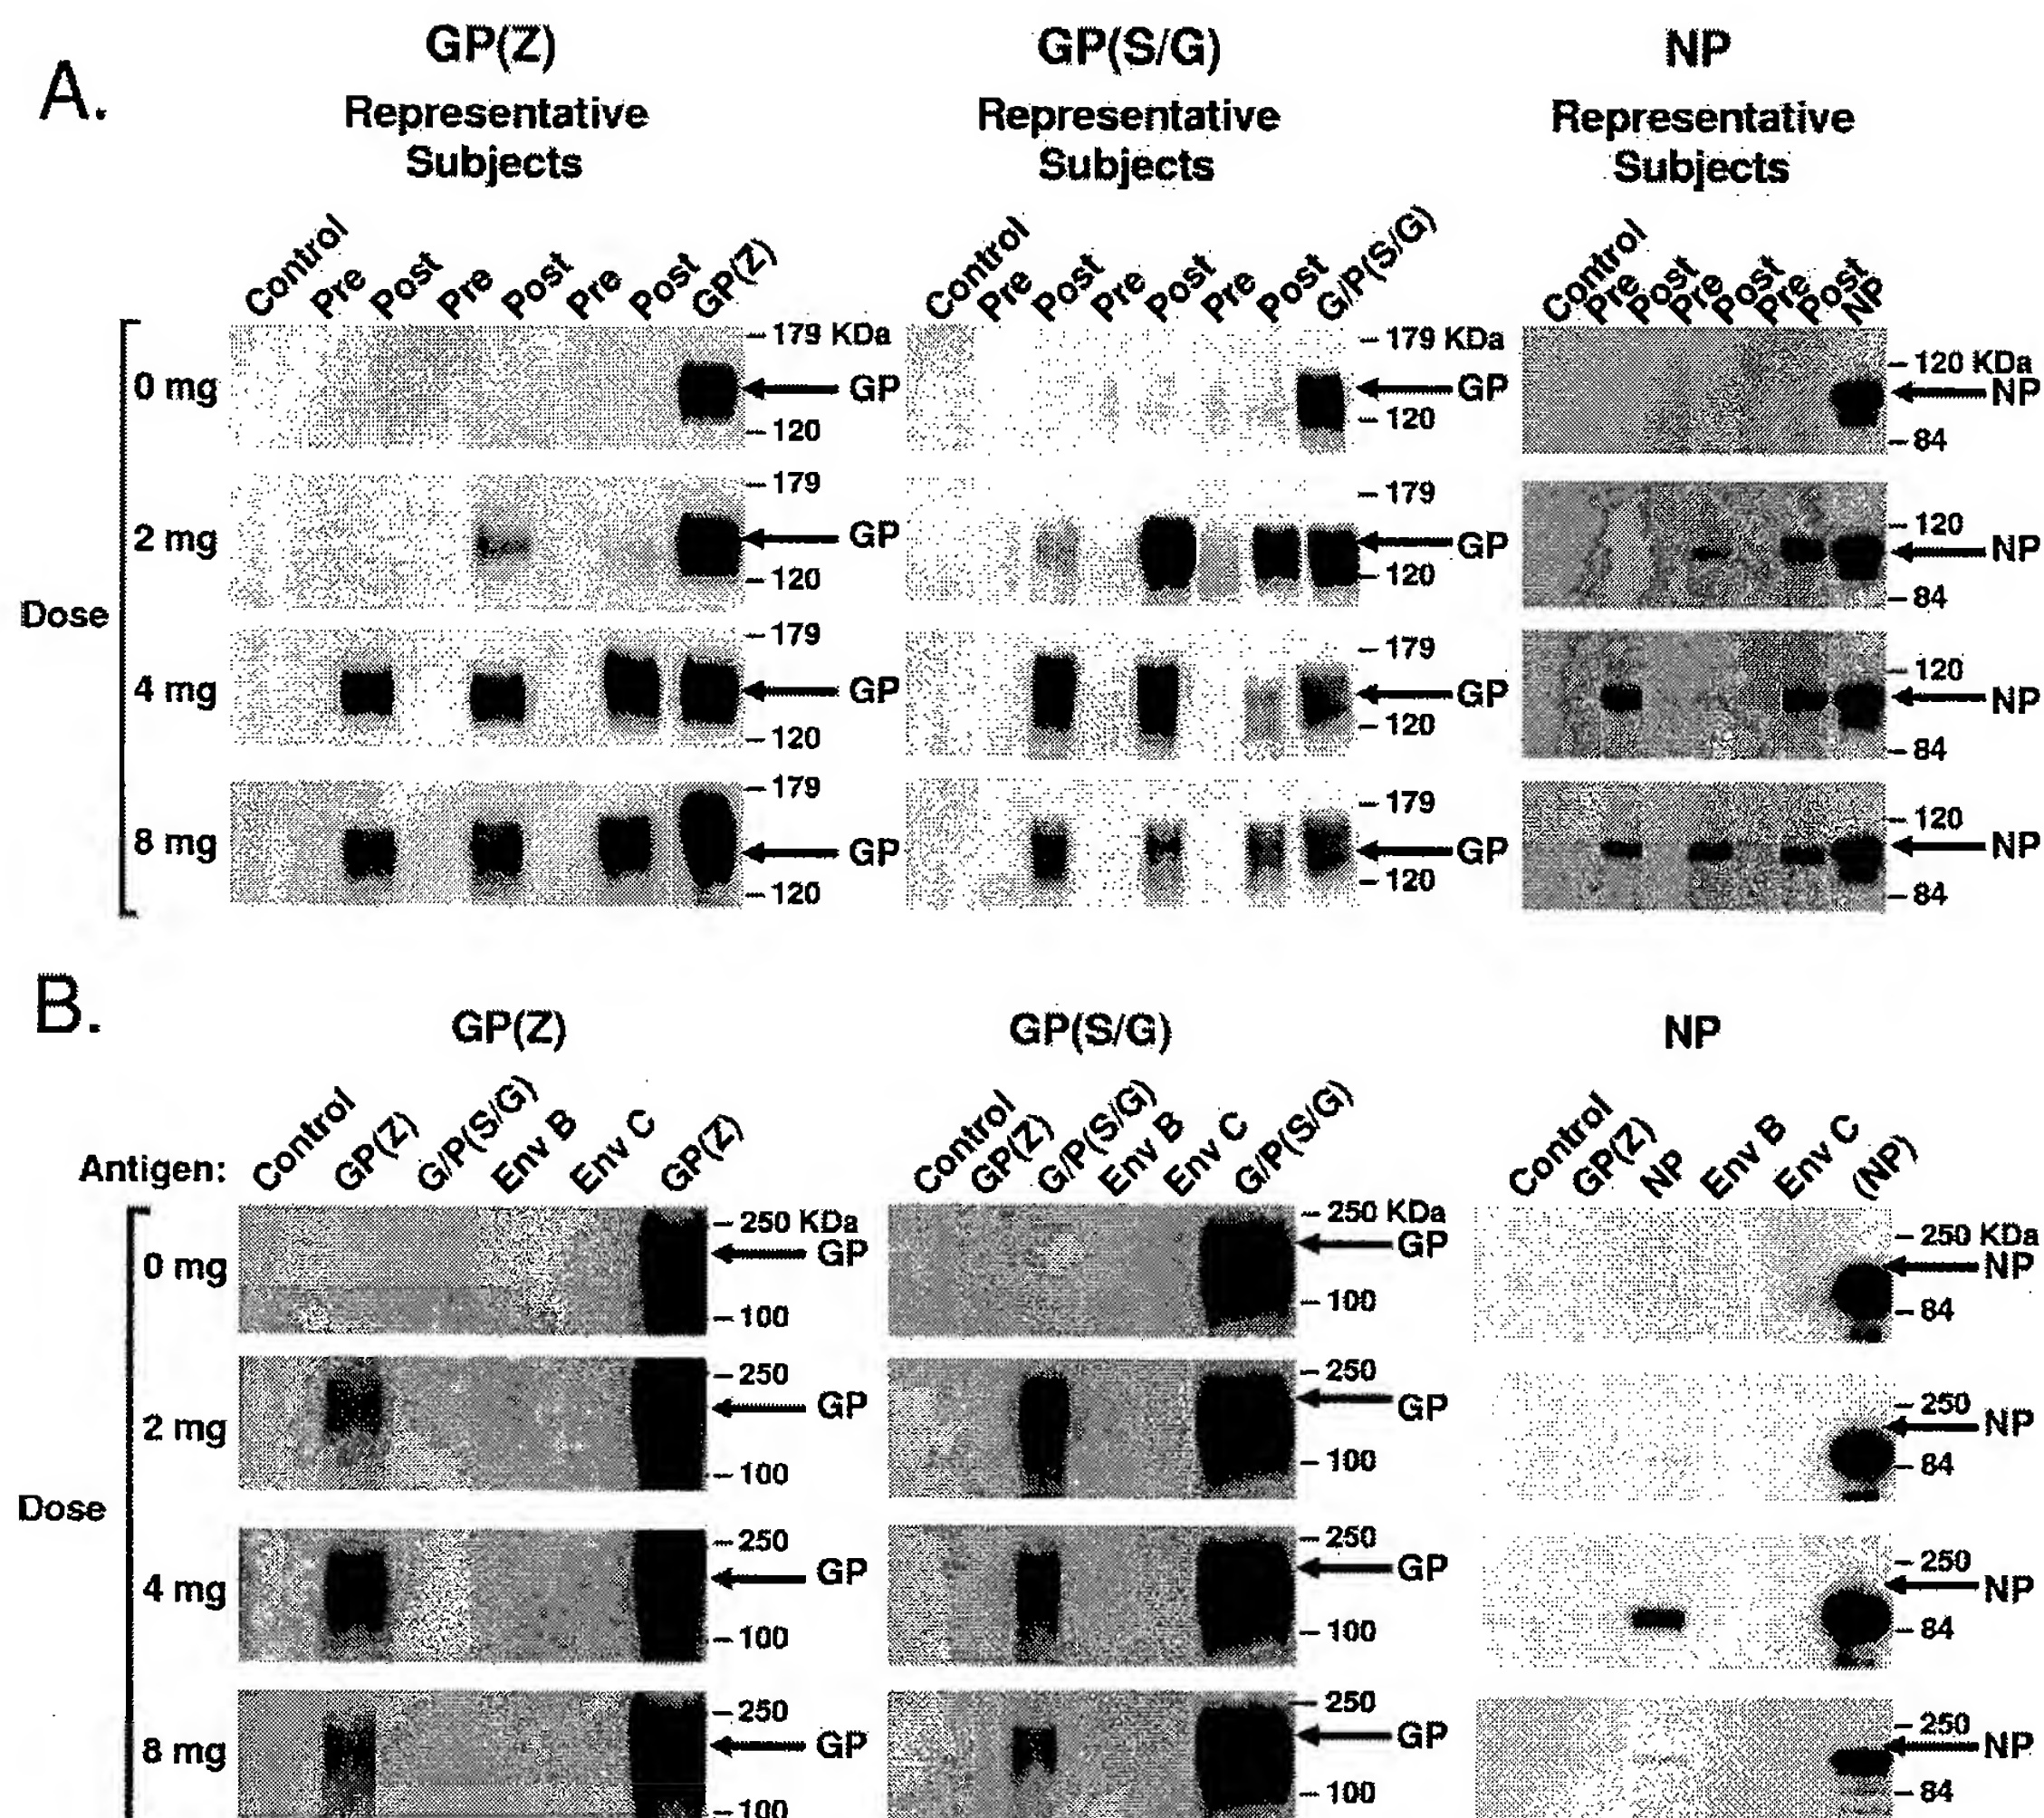 A.
GP(Z) GP(S/G) NP
Representative Subjects Representative Subjects Representative Subjects
Control Pre Post Pre Post Pre Post GP(Z) Control Pre Post Pre Post Pre Post G/P(S/G) Control Pre Post Pre Post Pre Post NP
Dose
0 mg – 179 KDa GP – 120 – 179 KDa GP – 120 – 120 KDa NP – 84
2 mg – 179 GP – 120 – 179 GP – 120 – 120 NP – 84
4 mg – 179 GP – 120 – 179 GP – 120 – 120 NP – 84
8 mg – 179 GP – 120 – 179 GP – 120 – 120 NP – 84
B.
GP(Z) GP(S/G) NP
Antigen: Control GP(Z) G/P(S/G) Env B Env C GP(Z) Control GP(Z) G/P(S/G) Env B Env C G/P(S/G) Control GP(Z) NP Env B Env C (NP)
Dose
0 mg – 250 KDa GP – 100 – 250 KDa GP – 100 – 250 KDa NP – 84
2 mg – 250 GP – 100 – 250 GP – 100 – 250 NP – 84
4 mg – 250 GP – 100 – 250 GP – 100 – 250 NP – 84
8 mg – 250 GP – 100 – 250 GP – 100 – 250 NP – 84